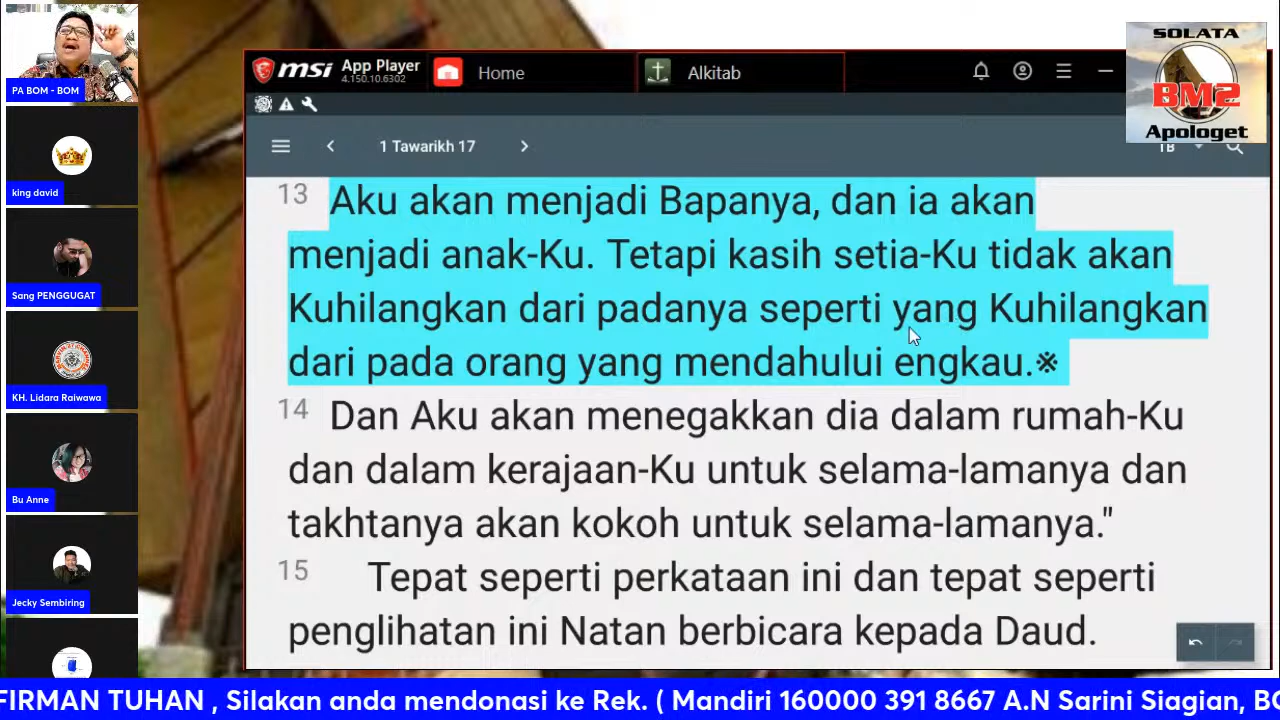 PA BOM - BOM
king david
Sang PENGGUGAT
KH. Lidara Raiwawa
Bu Anne
Jecky Sembiring
msi App Player
4.150.10.6302
Home
Alkitab
SOLATA
BM2
Apologet
1 Tawarikh 17
TB
13 Aku akan menjadi Bapanya, dan ia akan
menjadi anak-Ku. Tetapi kasih setia-Ku tidak akan
Kuhilangkan dari padanya seperti yang Kuhilangkan
dari pada orang yang mendahului engkau.※
14 Dan Aku akan menegakkan dia dalam rumah-Ku
dan dalam kerajaan-Ku untuk selama-lamanya dan
takhtanya akan kokoh untuk selama-lamanya."
15 Tepat seperti perkataan ini dan tepat seperti
penglihatan ini Natan berbicara kepada Daud.
FIRMAN TUHAN , Silakan anda mendonasi ke Rek. ( Mandiri 160000 391 8667 A.N Sarini Siagian,